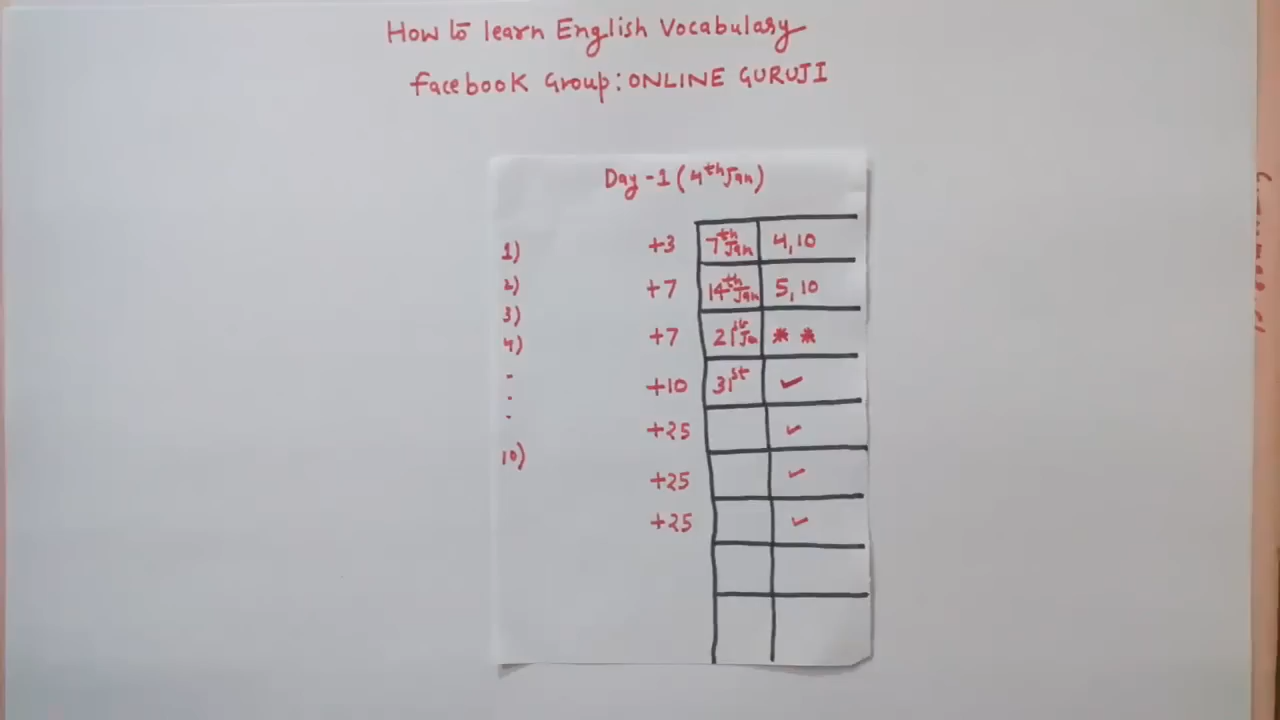 How to learn English Vocabulary
facebook Group: ONLINE GURUJI
Day-1 (4th Jan)
1) +3 7th Jan 4,10
2) +7 14th Jan 5,10
3)
4) +7 21st Jan * *
- +10 31st ✓
.
- +25 ✓
10) +25 ✓
+25 ✓